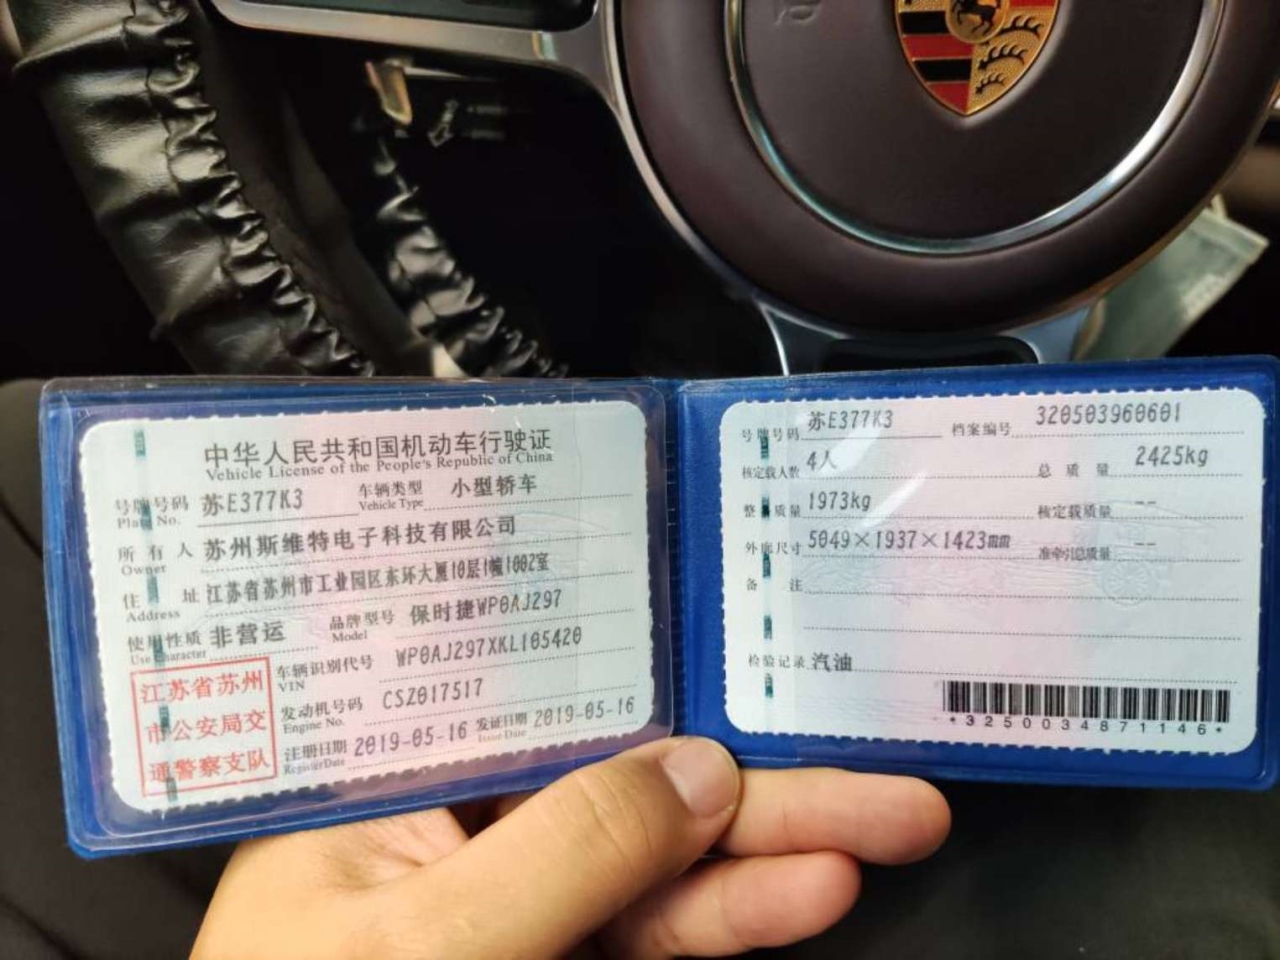 中华人民共和国机动车行驶证
Vehicle License of the People's Republic of China
号牌号码 苏E377K3 车辆类型 小型轿车
Plate No. Vehicle Type
所有人 苏州斯维特电子科技有限公司
Owner
住址 江苏省苏州市工业园区东环大厦10层1幢1002室
Address
使用性质 非营运 品牌型号 保时捷WP0AJ297
Use Character Model
车辆识别代号 WP0AJ297XKL105420
VIN
发动机号码 CSZ017517
Engine No.
注册日期 2019-05-16 发证日期 2019-05-16
Register Date Issue Date
江苏省苏州
市公安局交
通警察支队
号牌号码 苏E377K3 档案编号 320503960601
核定载人数 4人 总质量 2425kg
整备质量 1973kg 核定载质量 --
外廓尺寸 5049×1937×1423mm 准牵引总质量 --
备注
检验记录 汽油
*3250034871146*